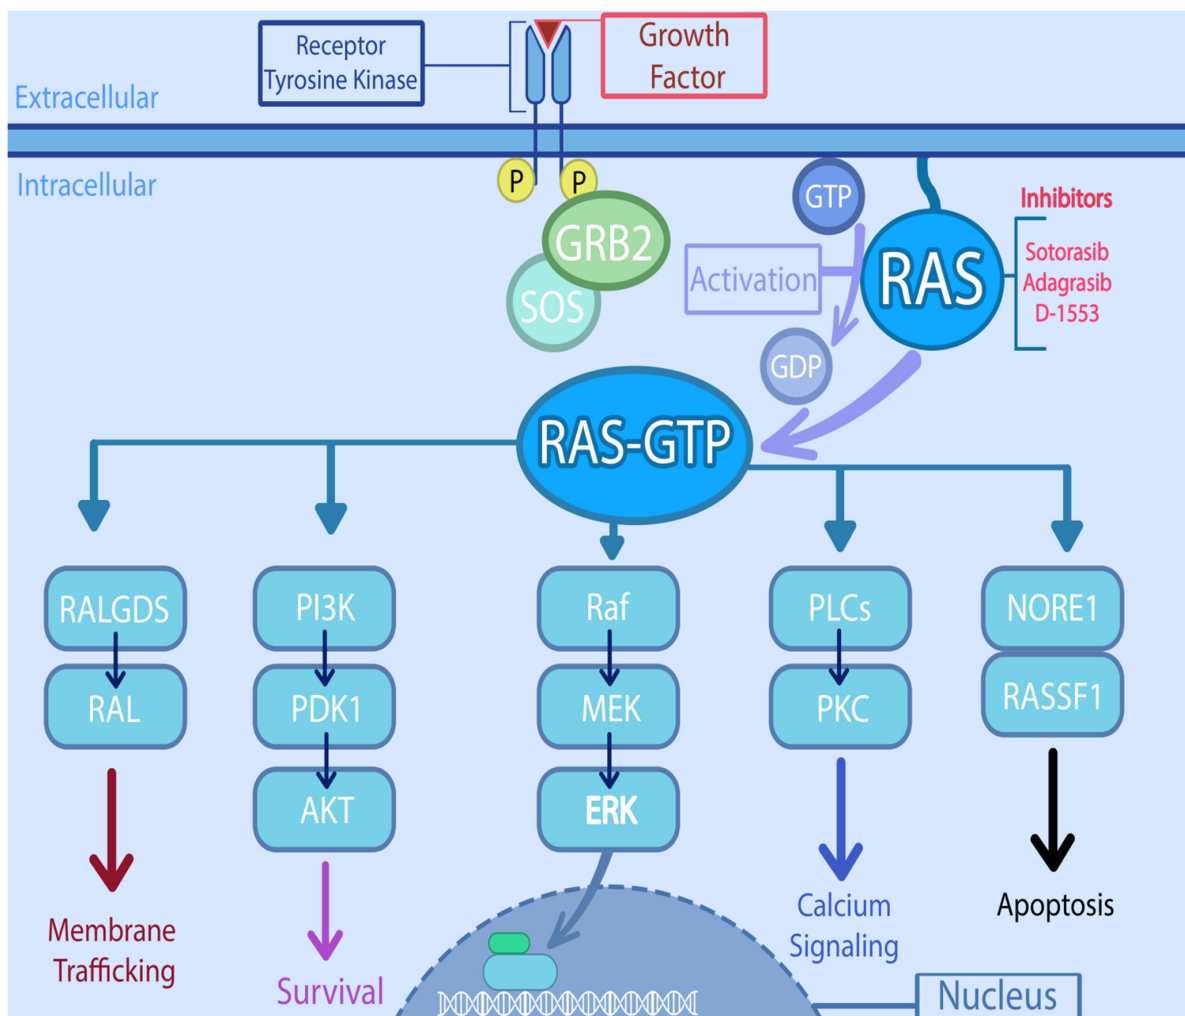 Receptor
Tyrosine Kinase
Growth
Factor
Extracellular
Intracellular
P
P
GRB2
SOS
GTP
Activation
GDP
RAS
Inhibitors
Sotorasib
Adagrasib
D-1553
RAS-GTP
RALGDS
RAL
Membrane
Trafficking
PI3K
PDK1
AKT
Survival
Raf
MEK
ERK
PLCs
PKC
Calcium
Signaling
NORE1
RASSF1
Apoptosis
Nucleus